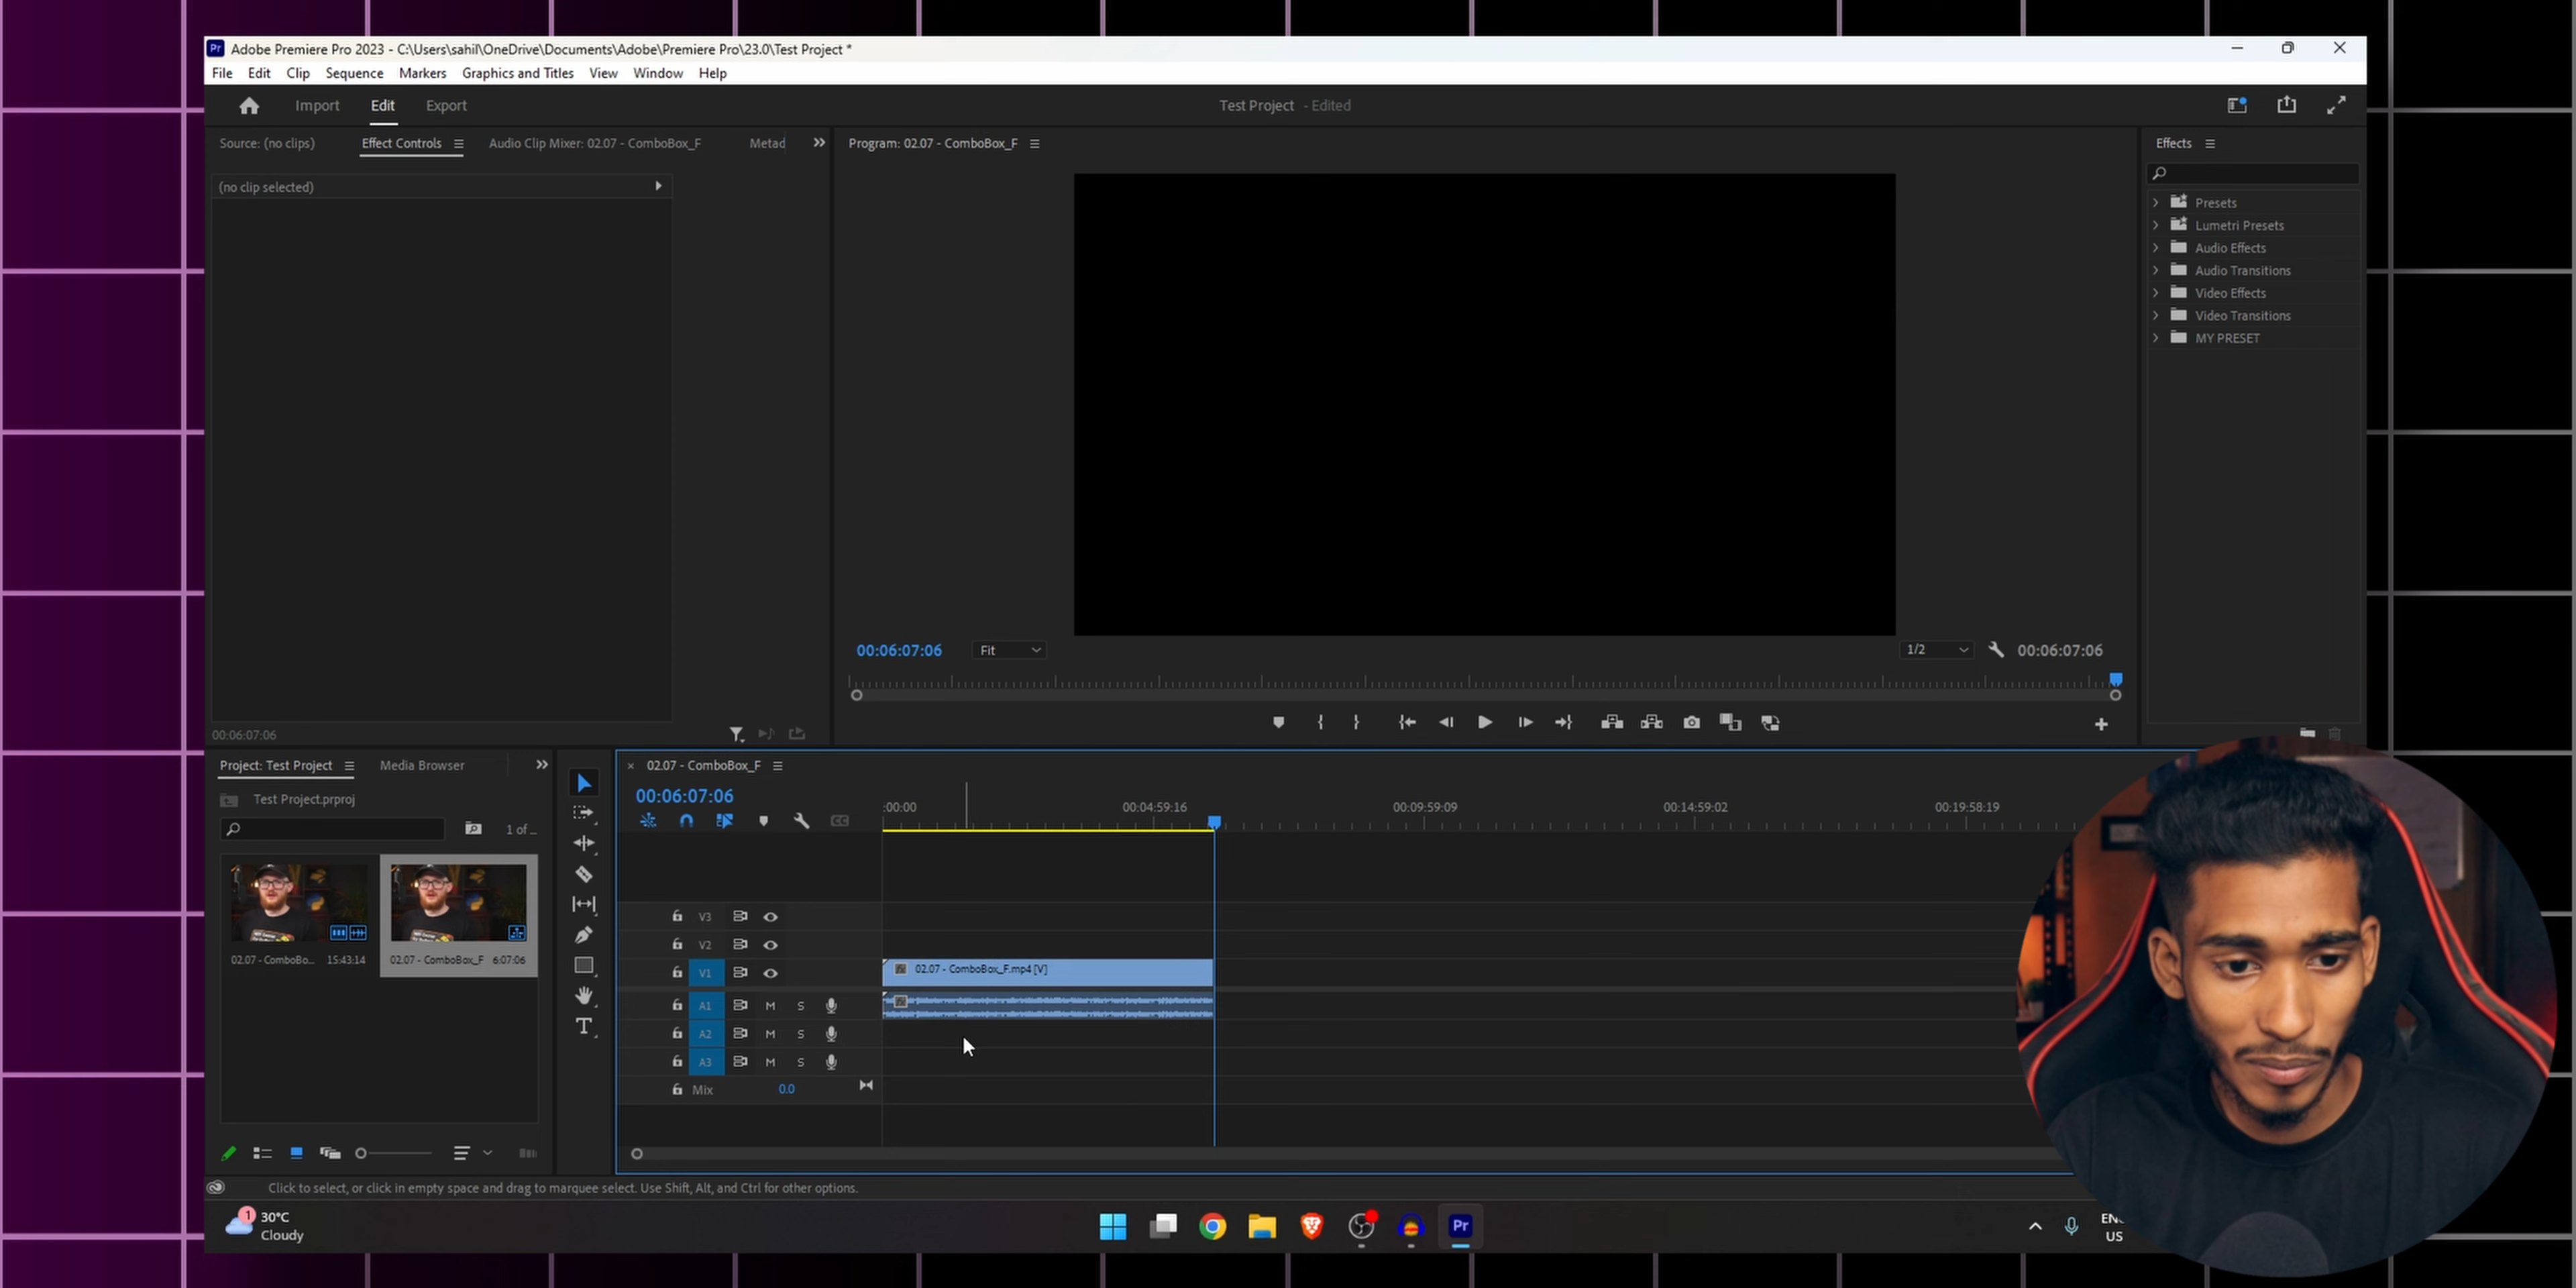 Pr Adobe Premiere Pro 2023 - C:\Users\sahil\OneDrive\Documents\Adobe\Premiere Pro\23.0\Test Project *
File Edit Clip Sequence Markers Graphics and Titles View Window Help
Import Edit Export
Test Project - Edited
Source: (no clips) Effect Controls Audio Clip Mixer: 02.07 - ComboBox_F Metad
Program: 02.07 - ComboBox_F
Effects
(no clip selected)
Presets
Lumetri Presets
Audio Effects
Audio Transitions
Video Effects
Video Transitions
MY PRESET
00:06:07:06 Fit 1/2 00:06:07:06
00:06:07:06
Project: Test Project Media Browser
Test Project.prproj
1 of ...
02.07 - ComboBo... 15:43:14
02.07 - ComboBox_F 6:07:06
02.07 - ComboBox_F
00:06:07:06
:00:00 00:04:59:16 00:09:59:09 00:14:59:02 00:19:58:19
V3
V2
V1 fx 02.07 - ComboBox_F.mp4 [V]
A1 M S
A2 M S
A3 M S
Mix 0.0
Click to select, or click in empty space and drag to marquee select. Use Shift, Alt, and Ctrl for other options.
1 30°C
Cloudy
Pr
US